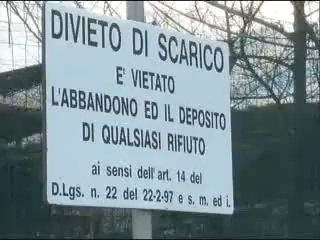 DIVIETO DI SCARICO
E' VIETATO
L'ABBANDONO ED IL DEPOSITO
DI QUALSIASI RIFIUTO
ai sensi dell'art. 14 del
D.Lgs. n. 22 del 22-2-97 e s. m. ed i.